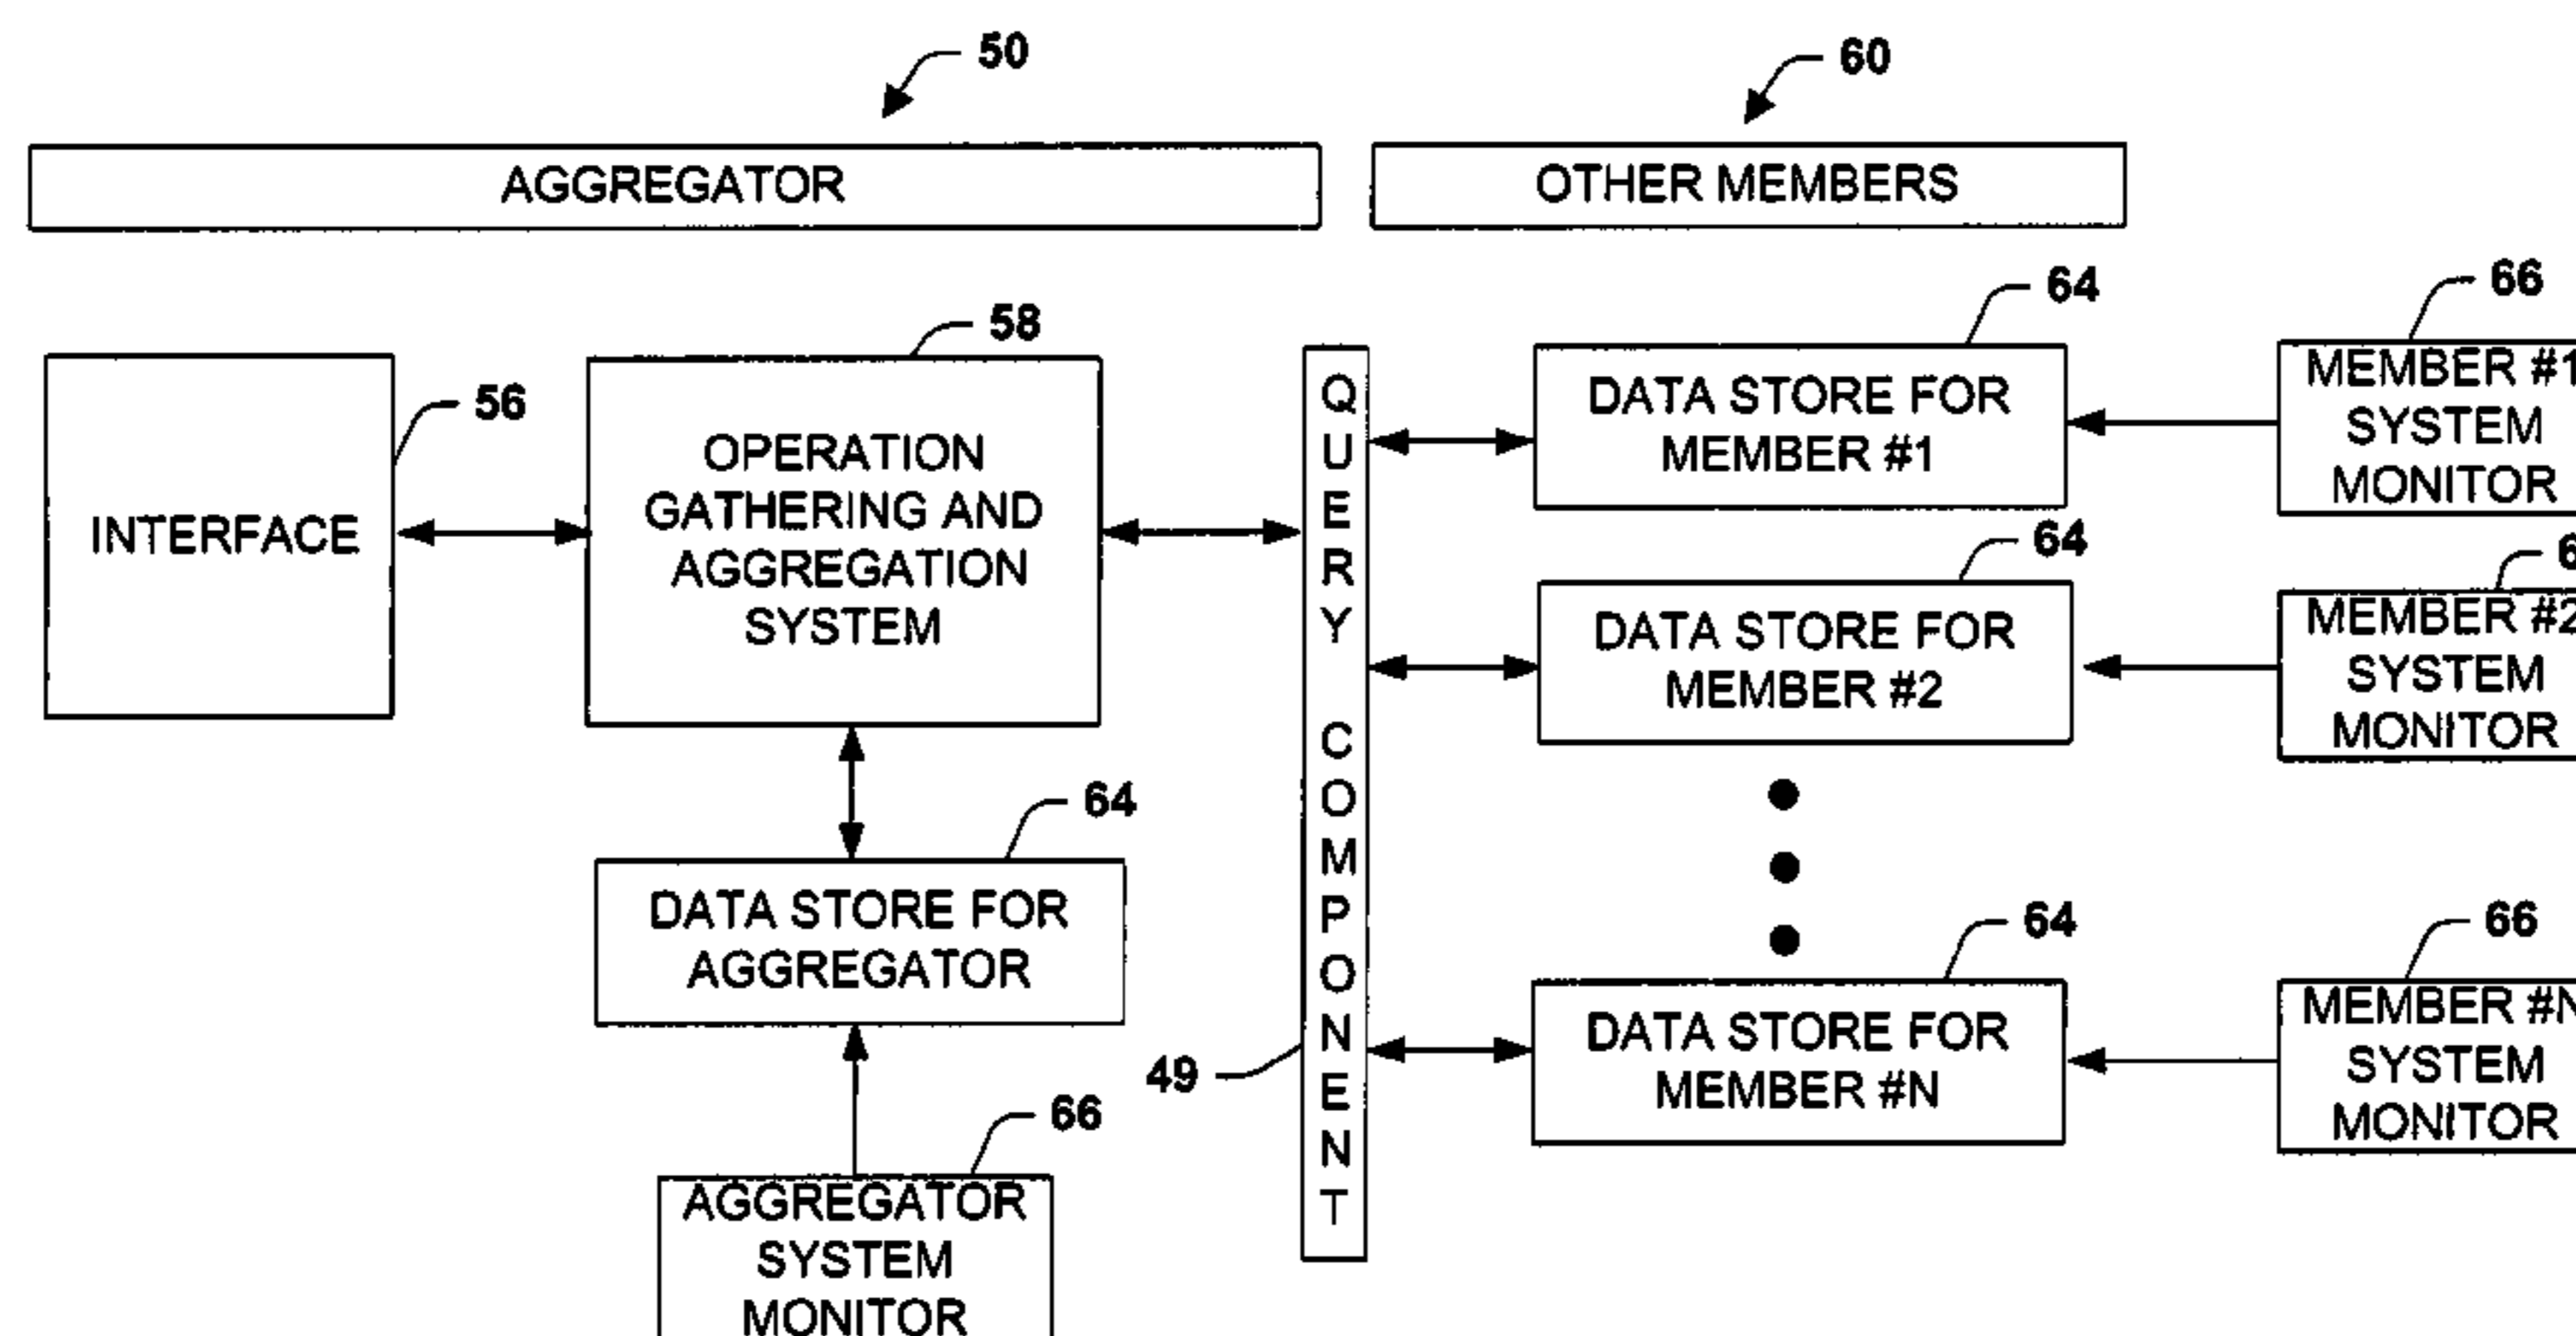 50
60
AGGREGATOR
OTHER MEMBERS
56
INTERFACE
58
OPERATION
GATHERING AND
AGGREGATION
SYSTEM
64
DATA STORE FOR
AGGREGATOR
66
AGGREGATOR
SYSTEM
MONITOR
QUERY COMPONENT
49
64
DATA STORE FOR
MEMBER #1
66
MEMBER #1
SYSTEM
MONITOR
64
DATA STORE FOR
MEMBER #2
MEMBER #2
SYSTEM
MONITOR
64
DATA STORE FOR
MEMBER #N
66
MEMBER #N
SYSTEM
MONITOR